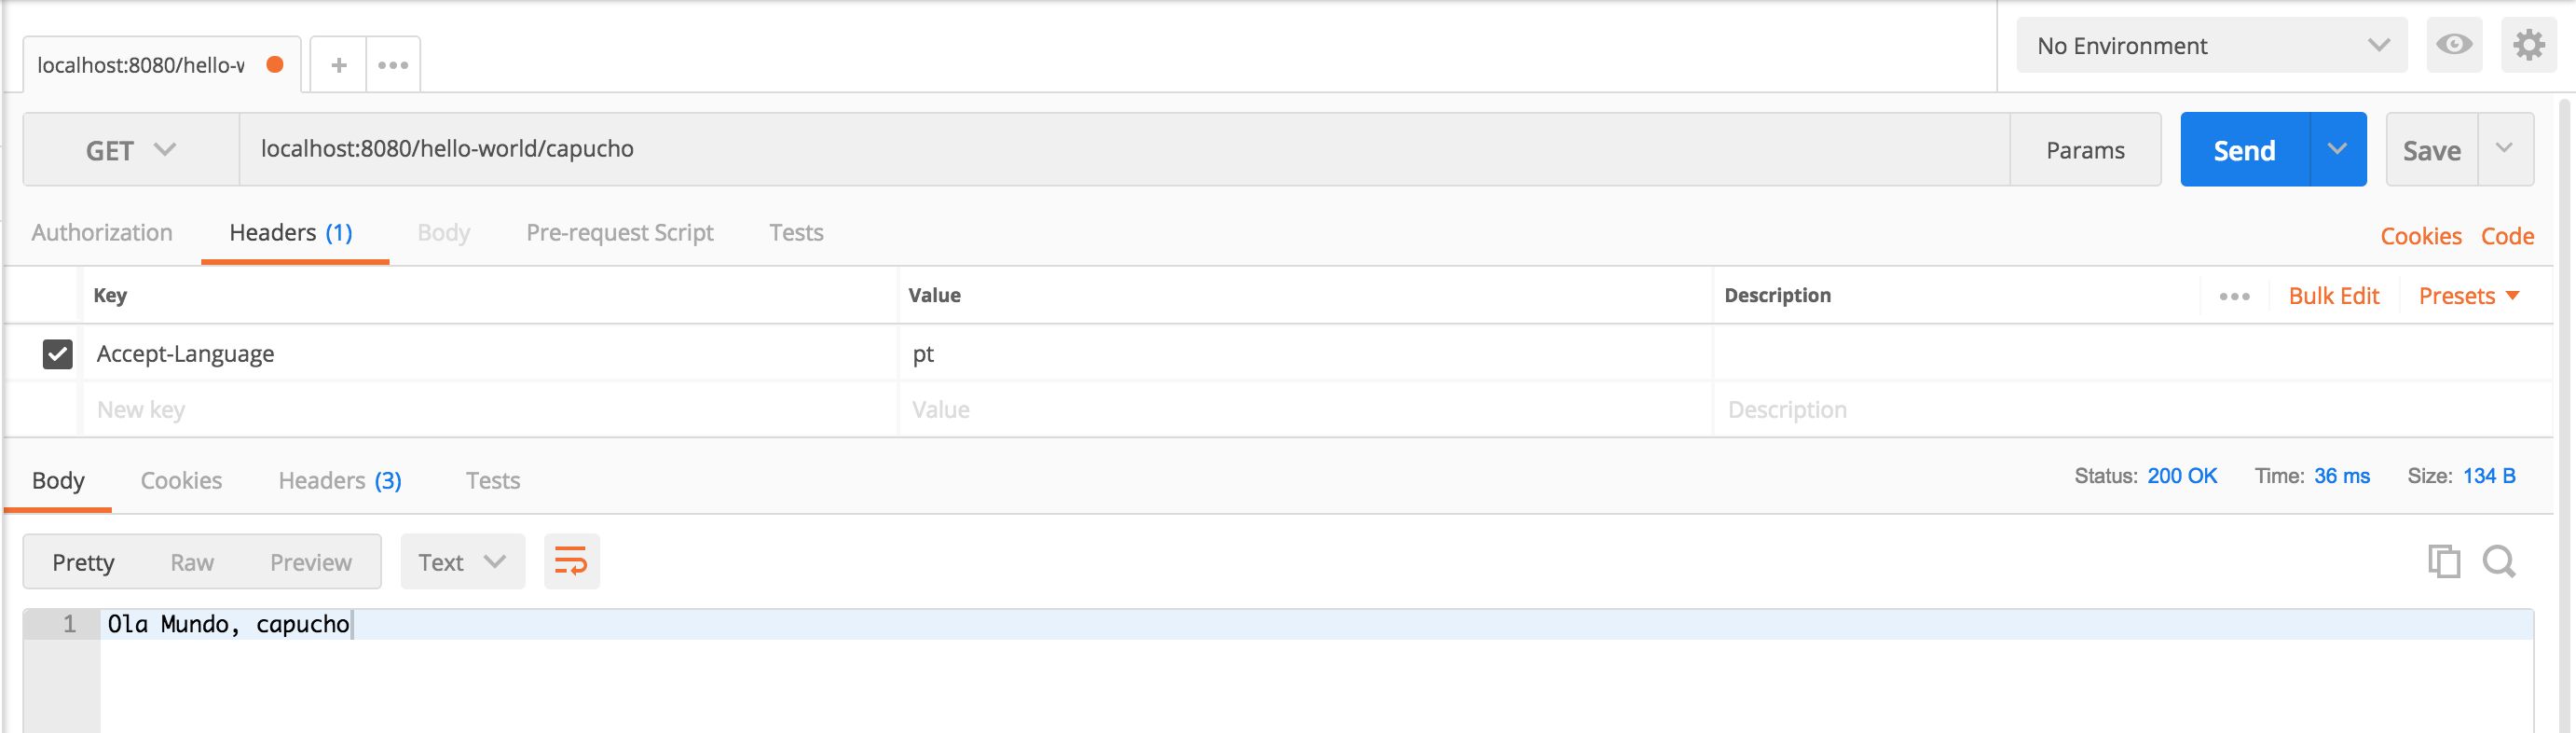 localhost:8080/hello-w
No Environment
GET localhost:8080/hello-world/capucho Params Send Save
Authorization Headers (1) Body Pre-request Script Tests Cookies Code
Key Value Description Bulk Edit Presets
Accept-Language pt
New key Value Description
Body Cookies Headers (3) Tests Status: 200 OK Time: 36 ms Size: 134 B
Pretty Raw Preview Text
1 Ola Mundo, capucho